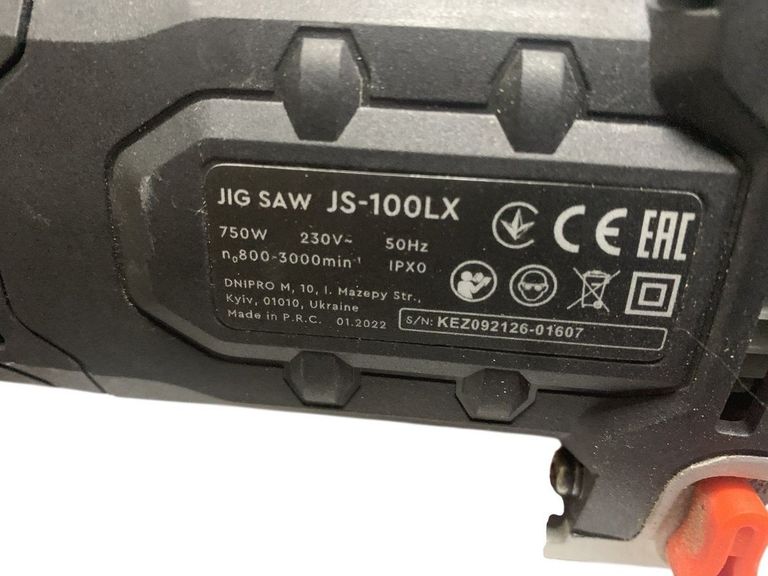 JIG SAW JS-100LX
750W 230V~ 50Hz
n₀800-3000min⁻¹ IPX0
DNIPRO M, 10, I. Mazepy Str.,
Kyiv, 01010, Ukraine
Made in P.R.C. 01.2022
S/N: KEZ092126-01607
CE EAC